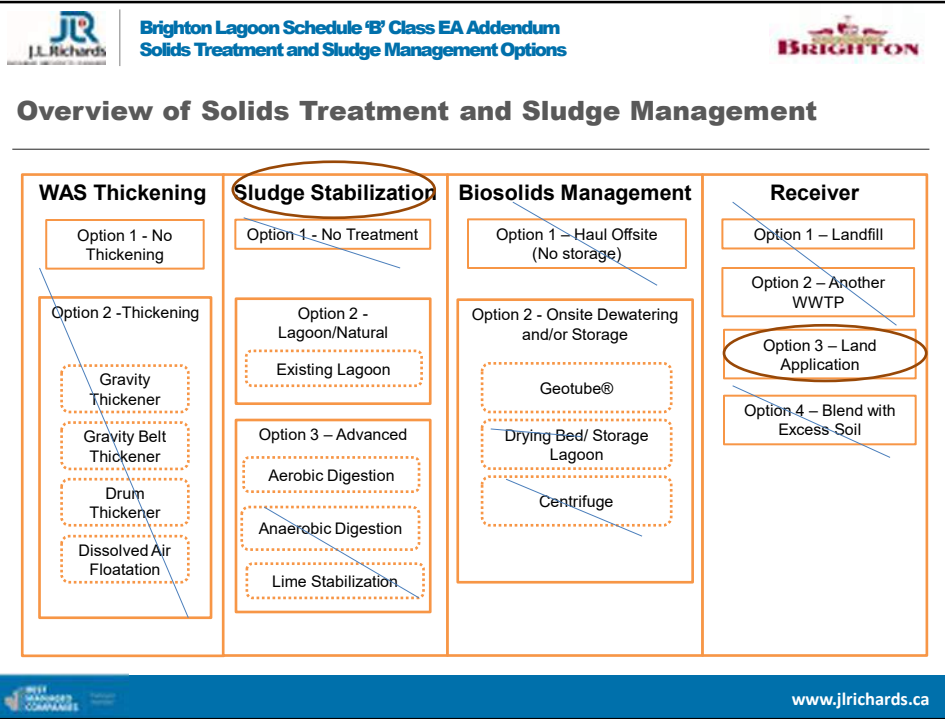 J.L.Richards
Brighton Lagoon Schedule ‘B’ Class EA Addendum
Solids Treatment and Sludge Management Options
BRIGHTON
Overview of Solids Treatment and Sludge Management
WAS Thickening
Option 1 - No
Thickening
Option 2 -Thickening
Gravity
Thickener
Gravity Belt
Thickener
Drum
Thickener
Dissolved Air
Floatation
Sludge Stabilization
Option 1 - No Treatment
Option 2 -
Lagoon/Natural
Existing Lagoon
Option 3 – Advanced
Aerobic Digestion
Anaerobic Digestion
Lime Stabilization
Biosolids Management
Option 1 – Haul Offsite
(No storage)
Option 2 - Onsite Dewatering
and/or Storage
Geotube®
Drying Bed/ Storage
Lagoon
Centrifuge
Receiver
Option 1 – Landfill
Option 2 – Another
WWTP
Option 3 – Land
Application
Option 4 – Blend with
Excess Soil
BEST
MANAGED
COMPANIES
www.jlrichards.ca